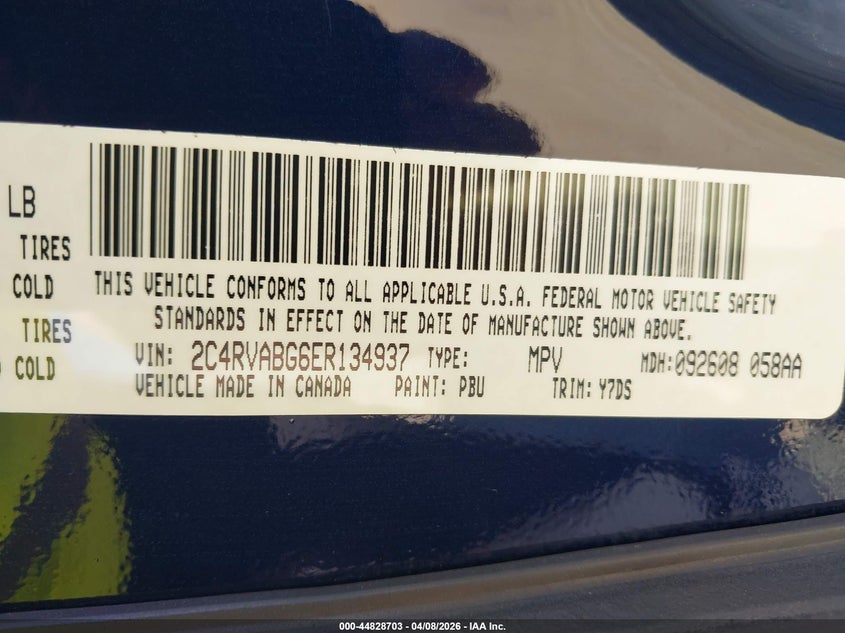 LB
TIRES
COLD
TIRES
COLD
THIS VEHICLE CONFORMS TO ALL APPLICABLE U.S.A. FEDERAL MOTOR VEHICLE SAFETY
STANDARDS IN EFFECT ON THE DATE OF MANUFACTURE SHOWN ABOVE.
VIN: 2C4RVABG6ER134937 TYPE: MPV MDH:092608 058AA
VEHICLE MADE IN CANADA PAINT: PBU TRIM: Y7DS
000-44828703 - 04/08/2026 - IAA Inc.